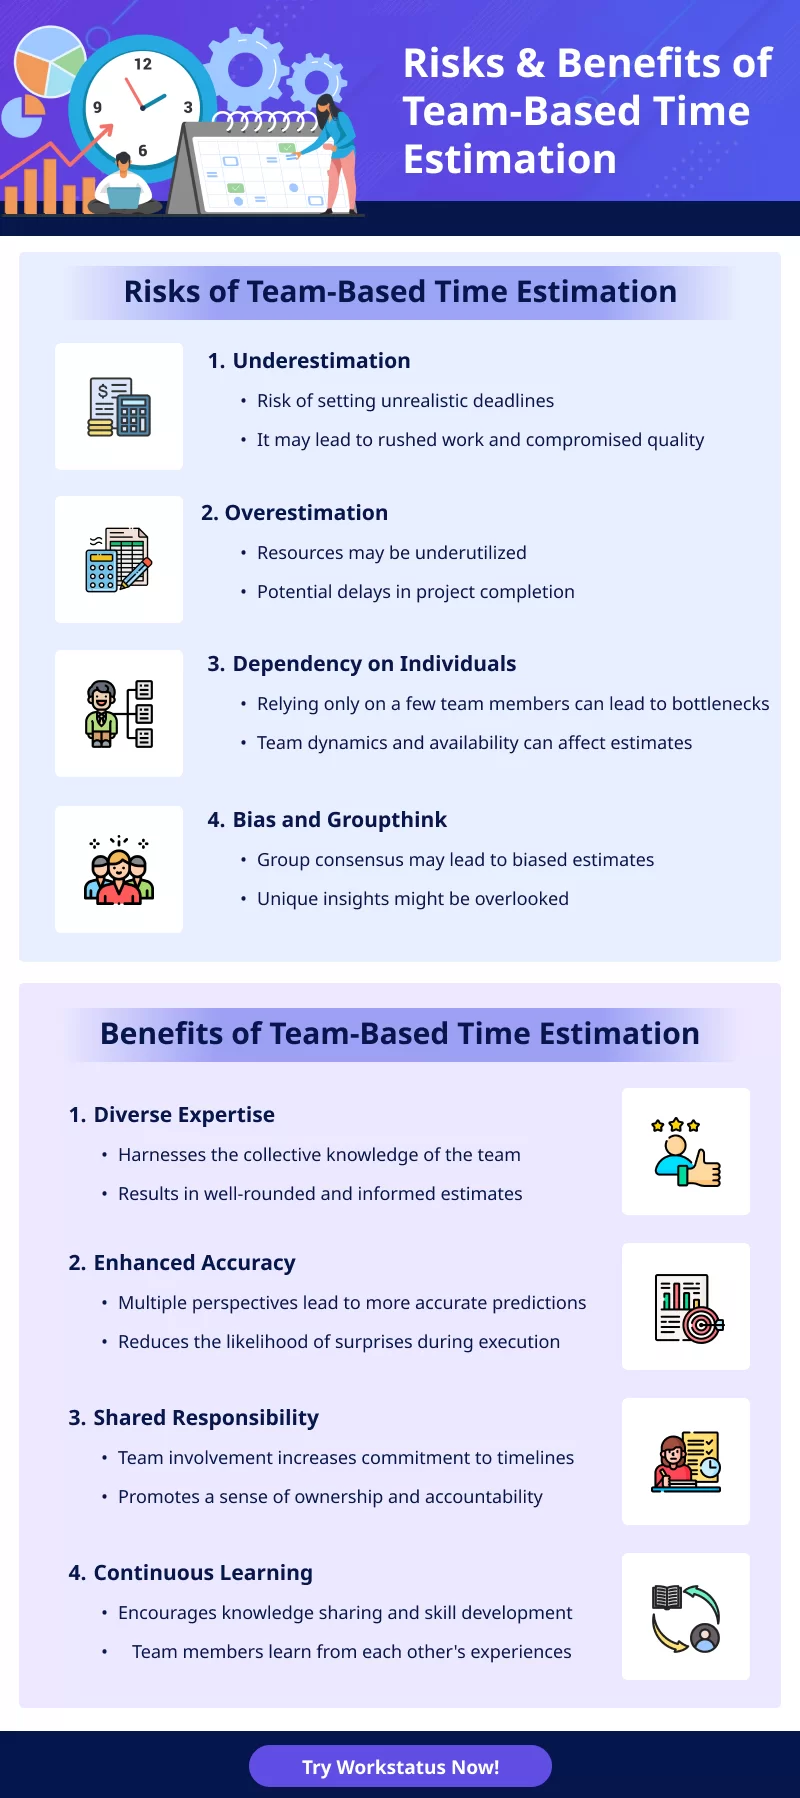 12
3
6
9
Risks & Benefits of
Team-Based Time
Estimation
Risks of Team-Based Time Estimation
$
1. Underestimation
• Risk of setting unrealistic deadlines
• It may lead to rushed work and compromised quality
2. Overestimation
• Resources may be underutilized
• Potential delays in project completion
3. Dependency on Individuals
• Relying only on a few team members can lead to bottlenecks
• Team dynamics and availability can affect estimates
4. Bias and Groupthink
• Group consensus may lead to biased estimates
• Unique insights might be overlooked
Benefits of Team-Based Time Estimation
1. Diverse Expertise
• Harnesses the collective knowledge of the team
• Results in well-rounded and informed estimates
2. Enhanced Accuracy
• Multiple perspectives lead to more accurate predictions
• Reduces the likelihood of surprises during execution
3. Shared Responsibility
• Team involvement increases commitment to timelines
• Promotes a sense of ownership and accountability
4. Continuous Learning
• Encourages knowledge sharing and skill development
• Team members learn from each other's experiences
Try Workstatus Now!